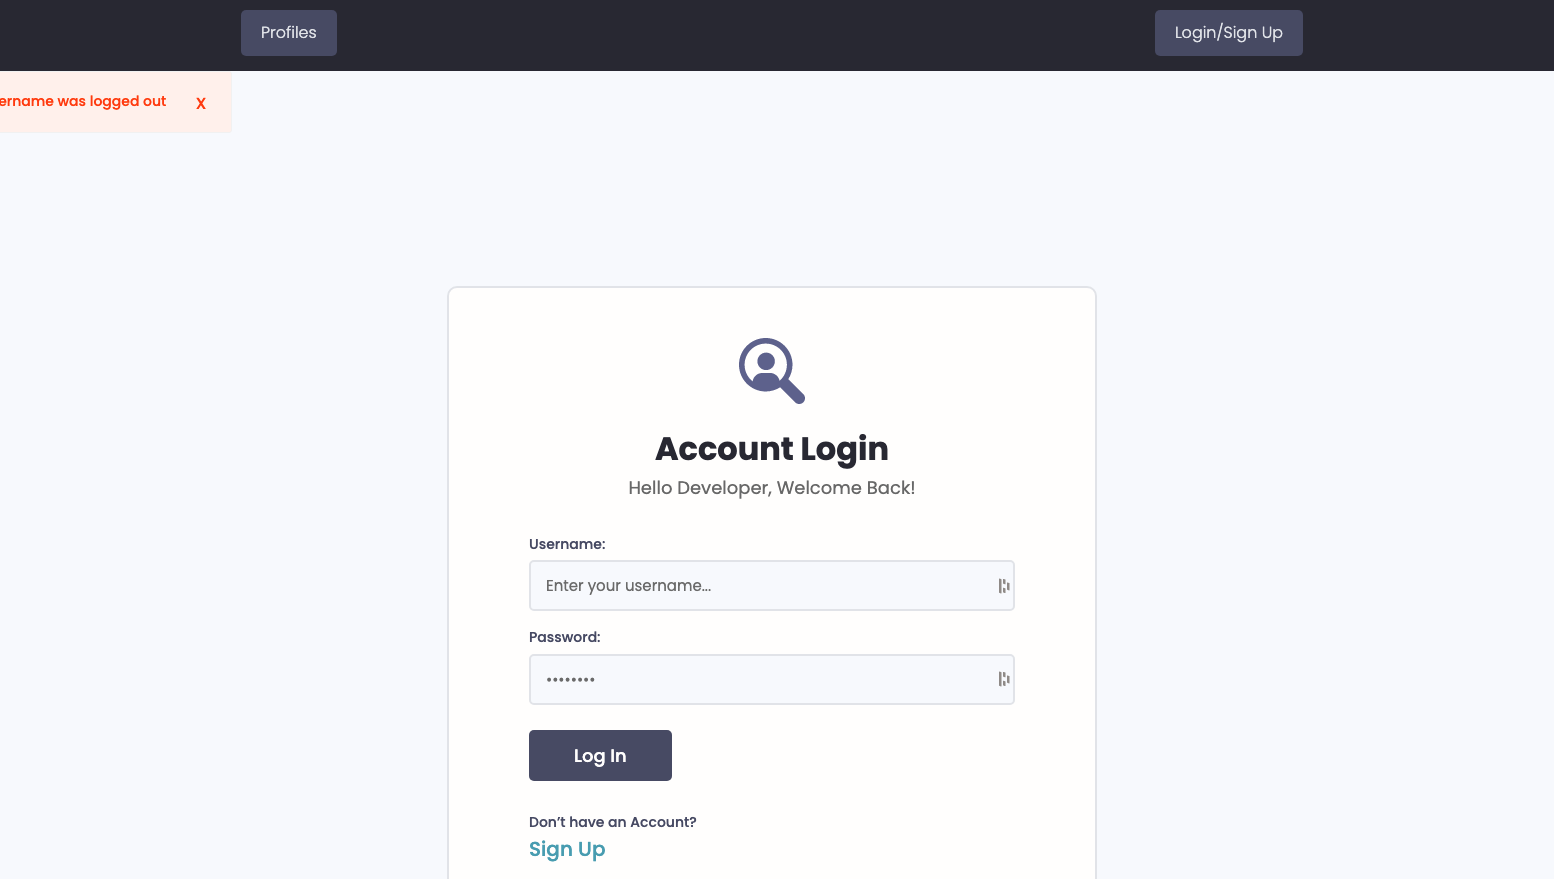 Profiles
Login/Sign Up
ername was logged out
X
Account Login
Hello Developer, Welcome Back!
Username:
Enter your username...
Password:
••••••••
Log In
Don't have an Account?
Sign Up